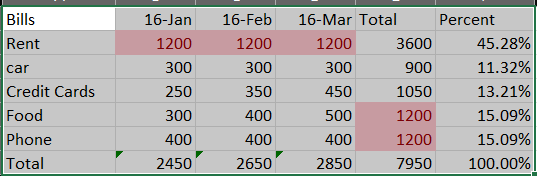 Bills 16-Jan 16-Feb 16-Mar Total Percent
Rent 1200 1200 1200 3600 45.28%
car 300 300 300 900 11.32%
Credit Cards 250 350 450 1050 13.21%
Food 300 400 500 1200 15.09%
Phone 400 400 400 1200 15.09%
Total 2450 2650 2850 7950 100.00%